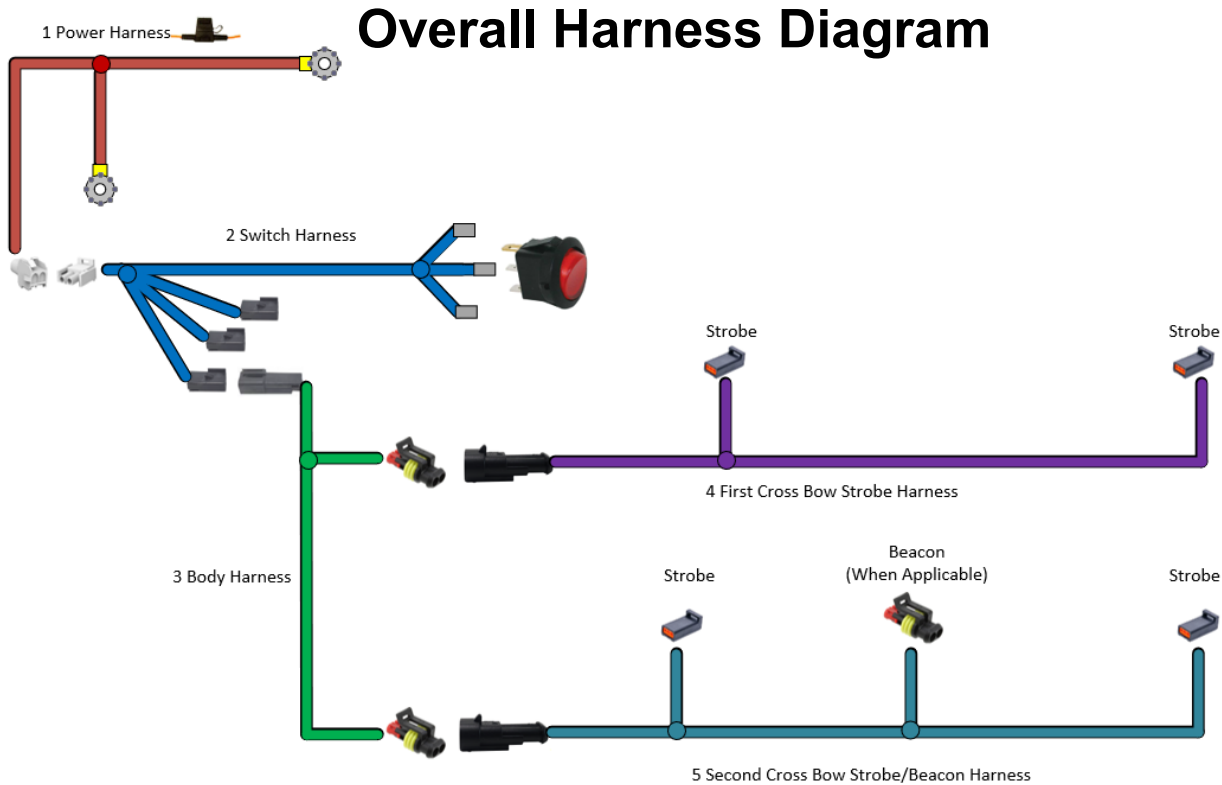 Overall Harness Diagram
1 Power Harness
2 Switch Harness
Strobe
Strobe
4 First Cross Bow Strobe Harness
3 Body Harness
Strobe
Beacon
(When Applicable)
Strobe
5 Second Cross Bow Strobe/Beacon Harness